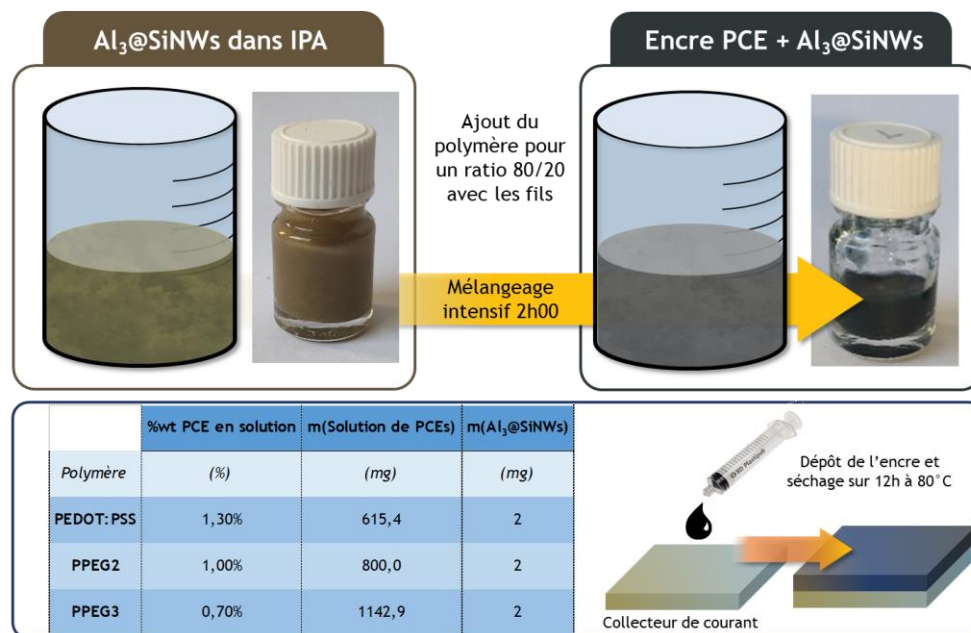 Al₃@SiNWs dans IPA
Encre PCE + Al₃@SiNWs
Ajout du
polymère pour
un ratio 80/20
avec les fils
Mélangeage
intensif 2h00
%wt PCE en solution m(Solution de PCEs) m(Al₃@SiNWs)
Polymère (%) (mg) (mg)
PEDOT:PSS 1,30% 615,4 2
PPEG2 1,00% 800,0 2
PPEG3 0,70% 1142,9 2
Dépôt de l'encre et
séchage sur 12h à 80°C
Collecteur de courant